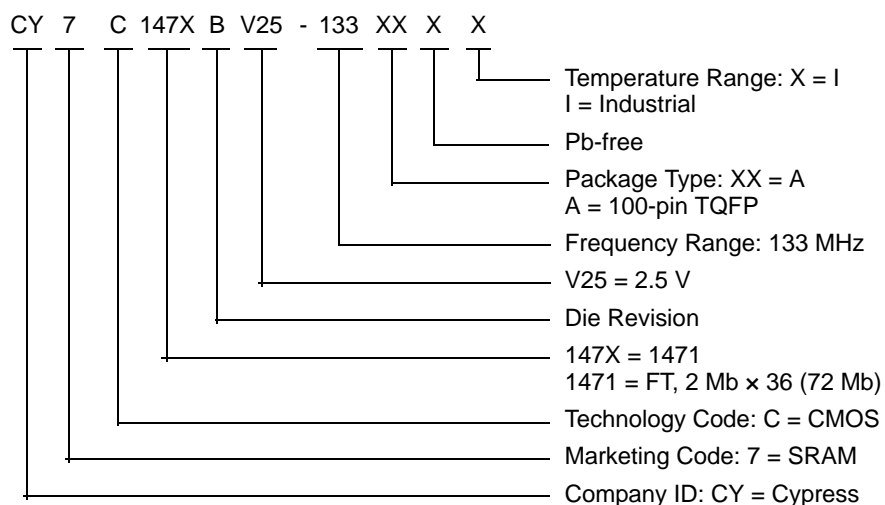 CY 7 C 147X B V25 - 133 XX X X
Temperature Range: X = I
I = Industrial
Pb-free
Package Type: XX = A
A = 100-pin TQFP
Frequency Range: 133 MHz
V25 = 2.5 V
Die Revision
147X = 1471
1471 = FT, 2 Mb × 36 (72 Mb)
Technology Code: C = CMOS
Marketing Code: 7 = SRAM
Company ID: CY = Cypress